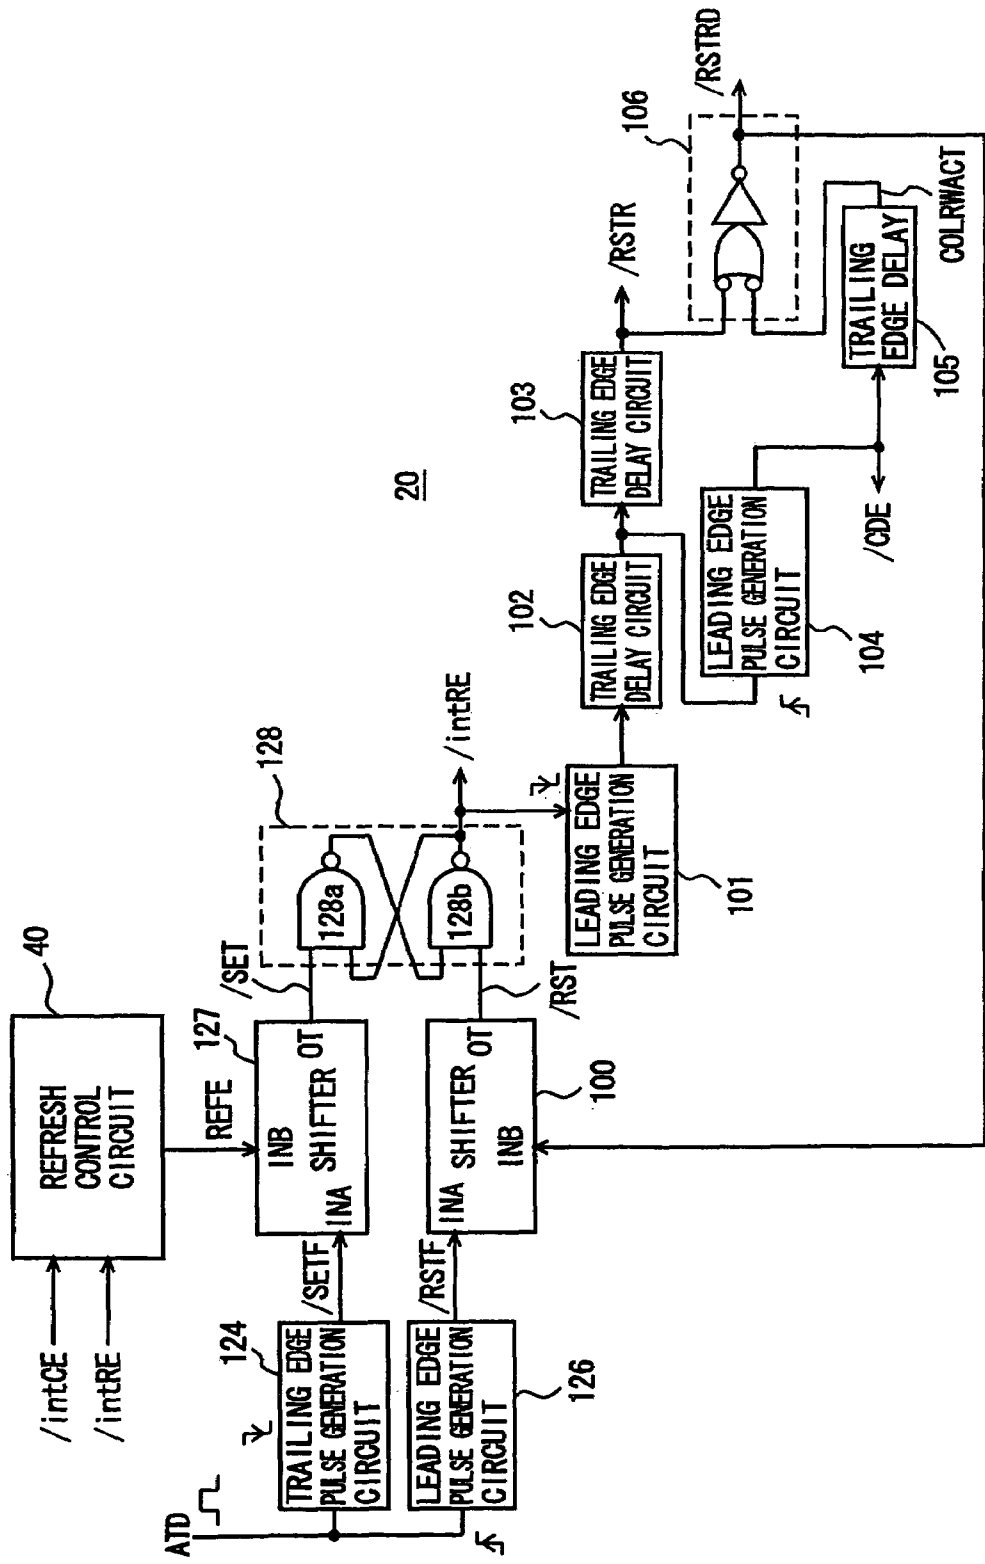 /intCE
/intRE
REFRESH
CONTROL
CIRCUIT
40
REFE
ATD
124
TRAILING EDGE
PULSE GENERATION
CIRCUIT
/SETF
127
INB
SHIFTER
INA
OT
/SET
128
128a
128b
/intRE
LEADING EDGE
PULSE GENERATION
CIRCUIT
126
/RSTF
INA
SHIFTER
INB
OT
100
/RST
LEADING EDGE
PULSE GENERATION
CIRCUIT
101
20
102
TRAILING EDGE
DELAY CIRCUIT
103
TRAILING EDGE
DELAY CIRCUIT
/RSTR
106
/RSTRD
LEADING EDGE
PULSE GENERATION
CIRCUIT
104
/CDE
TRAILING
EDGE DELAY
105
COLRWACT